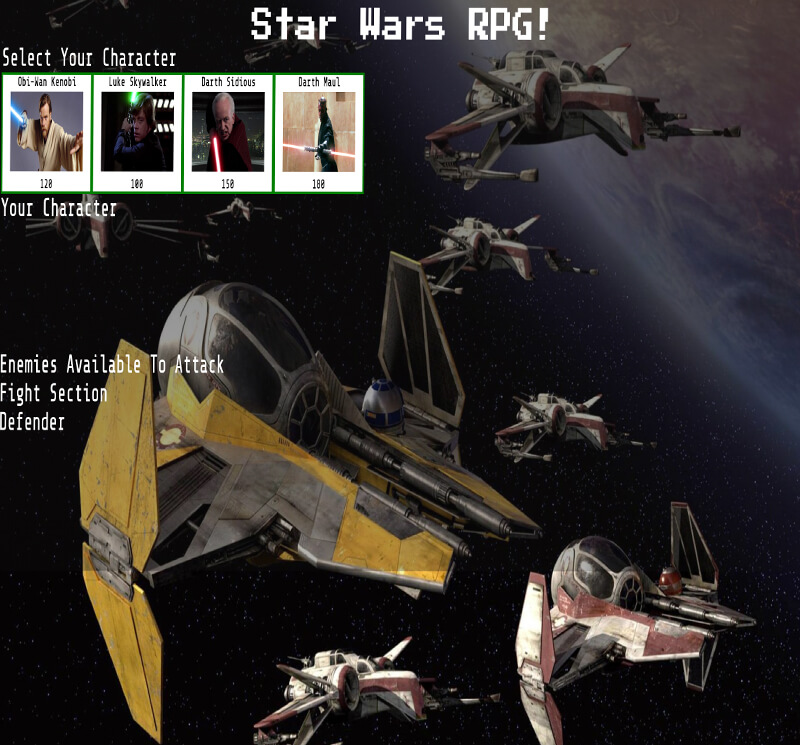 Star Wars RPG!
Select Your Character
Obi-Wan Kenobi Luke Skywalker Darth Sidious Darth Maul
120 100 150 180
Your Character
Enemies Available To Attack
Fight Section
Defender